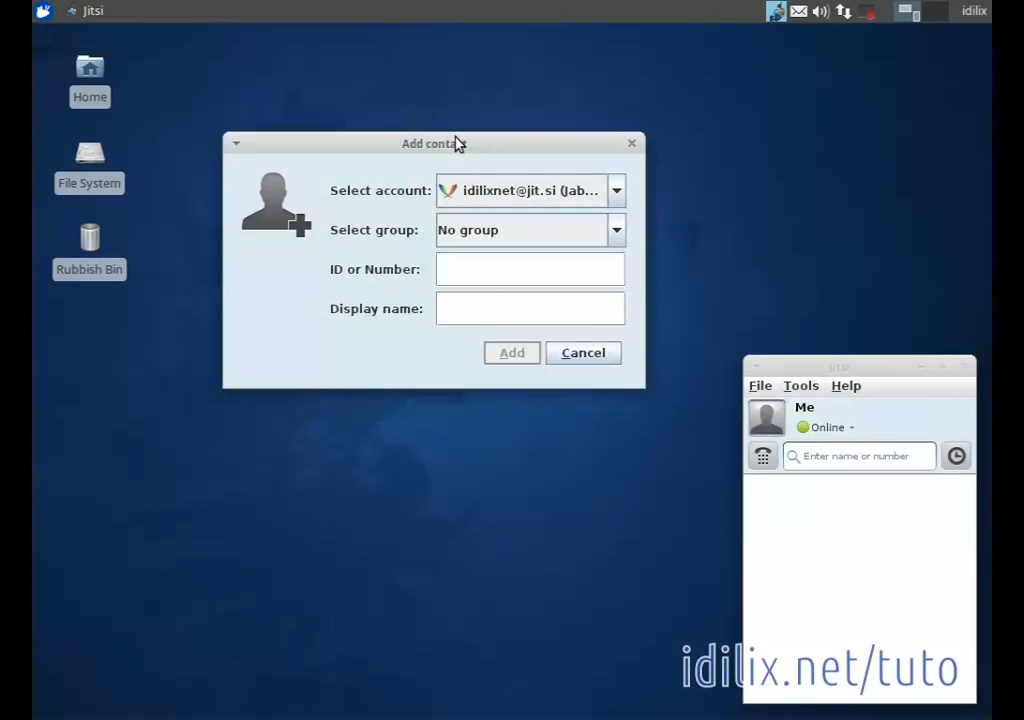 Jitsi
idilix
Home
File System
Rubbish Bin
Add contact
Select account:
idilixnet@jit.si (Jab...
Select group:
No group
ID or Number:
Display name:
Add
Cancel
Jitsi
File Tools Help
Me
Online
Enter name or number
idilix.net/tuto